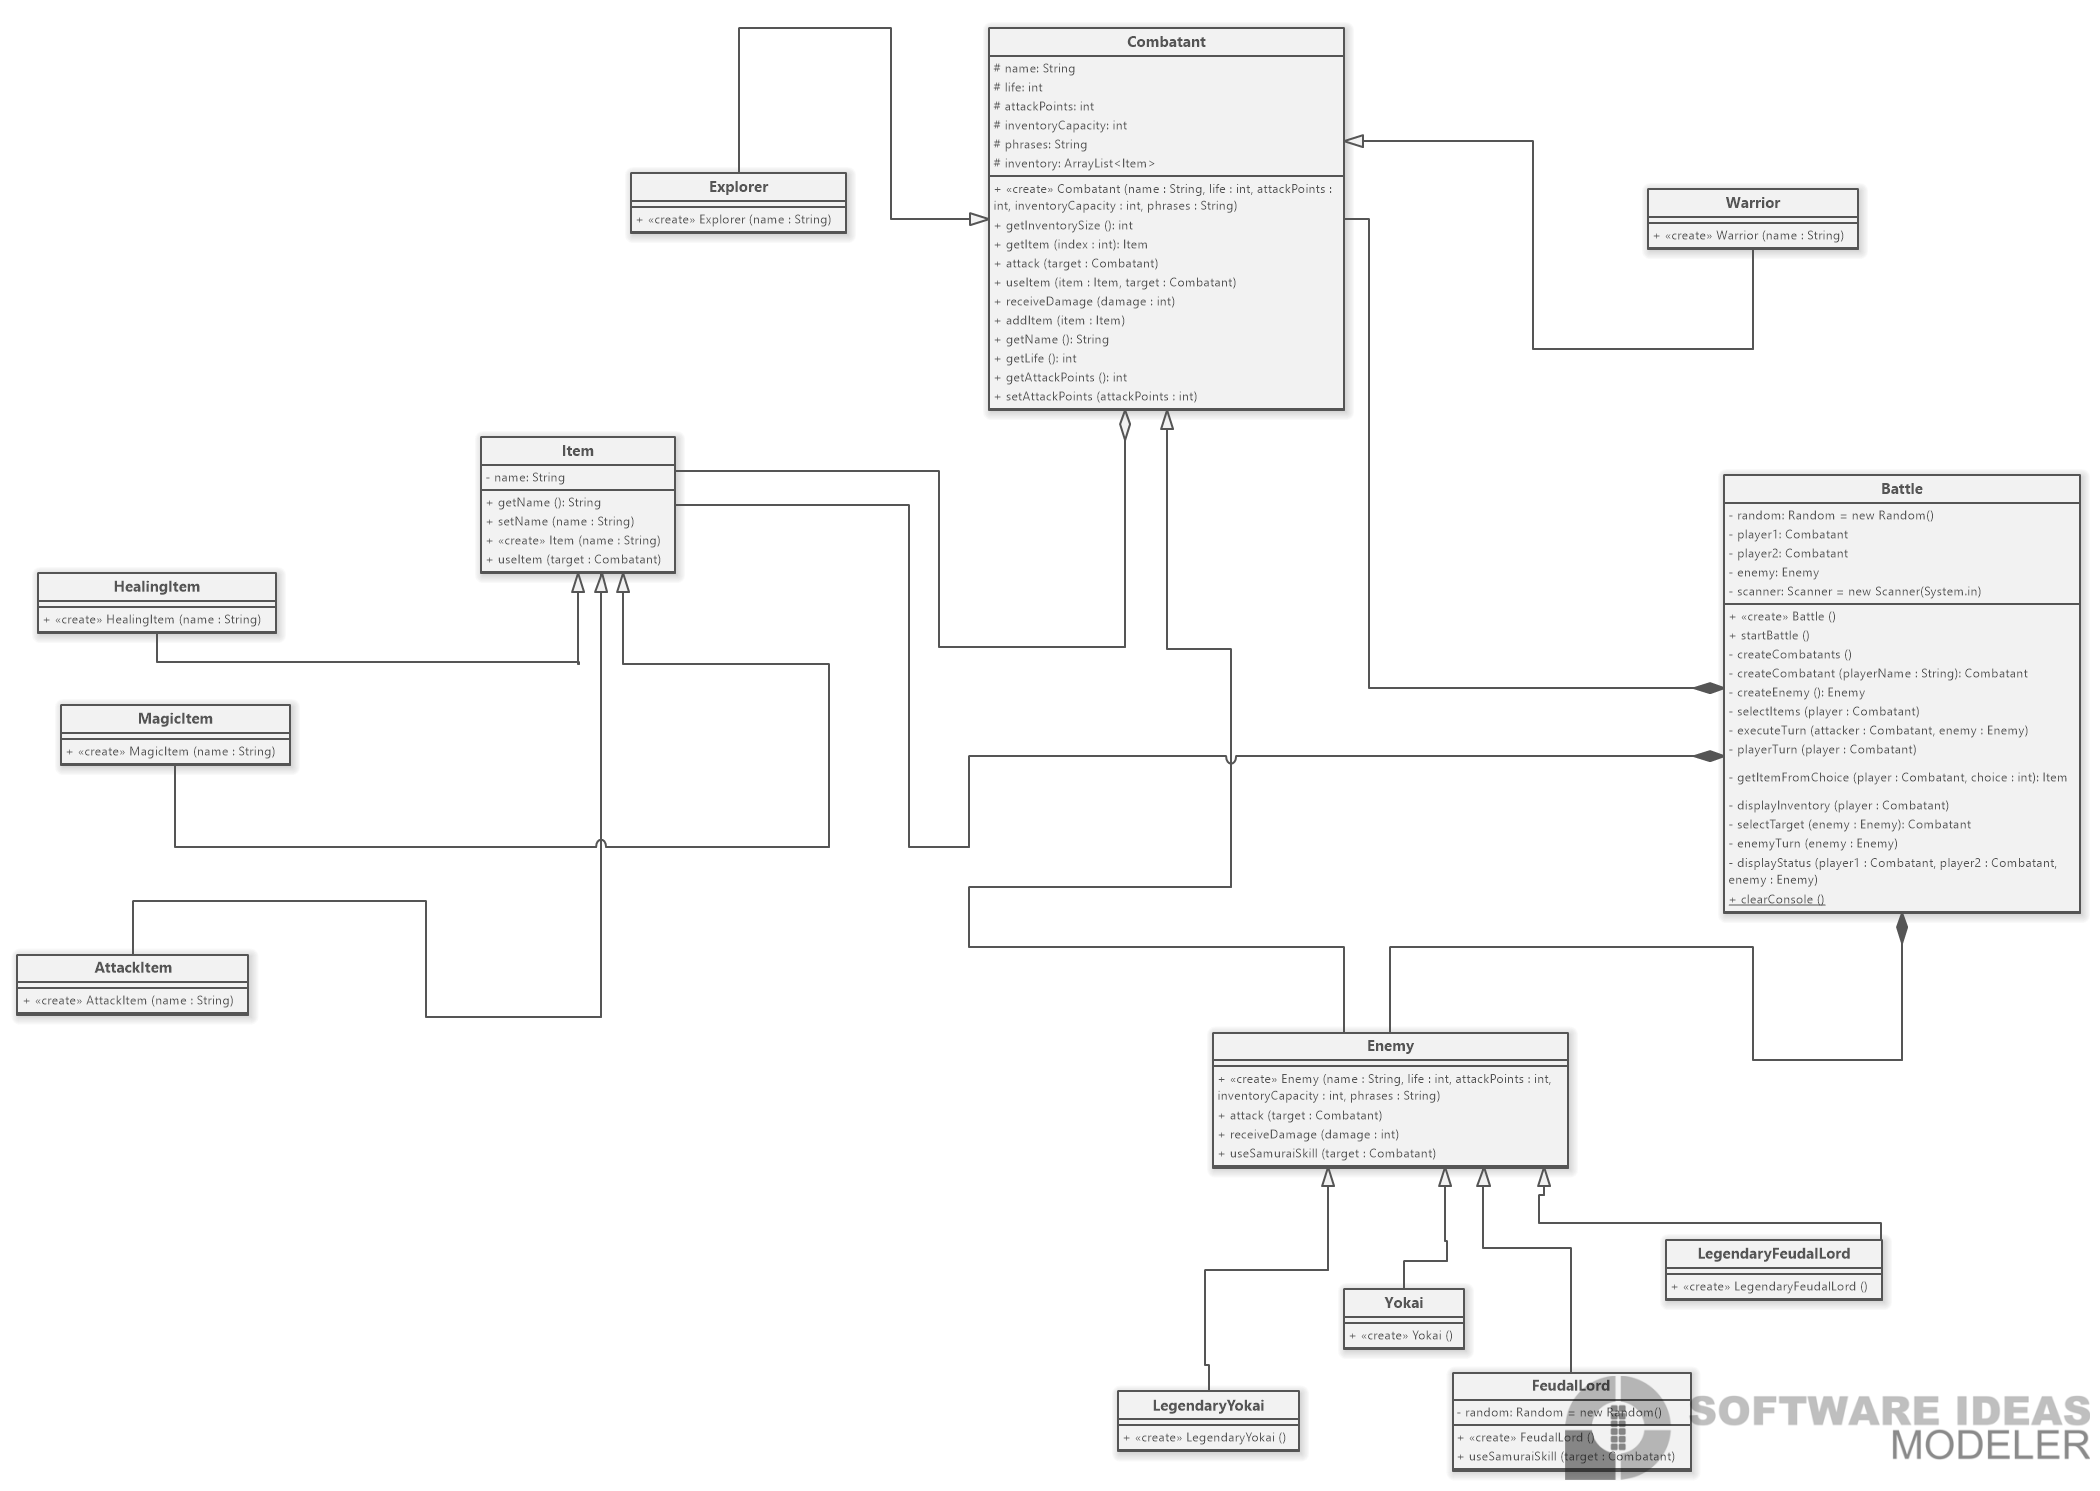 Combatant
# name: String
# life: int
# attackPoints: int
# inventoryCapacity: int
# phrases: String
# inventory: ArrayList<Item>
+ «create» Combatant (name : String, life : int, attackPoints :
int, inventoryCapacity : int, phrases : String)
+ getInventorySize (): int
+ getItem (index : int): Item
+ attack (target : Combatant)
+ useItem (item : Item, target : Combatant)
+ receiveDamage (damage : int)
+ addItem (item : Item)
+ getName (): String
+ getLife (): int
+ getAttackPoints (): int
+ setAttackPoints (attackPoints : int)
Explorer
+ «create» Explorer (name : String)
Warrior
+ «create» Warrior (name : String)
Item
- name: String
+ getName (): String
+ setName (name : String)
+ «create» Item (name : String)
+ useItem (target : Combatant)
Battle
- random: Random = new Random()
- player1: Combatant
- player2: Combatant
- enemy: Enemy
- scanner: Scanner = new Scanner(System.in)
+ «create» Battle ()
+ startBattle ()
- createCombatants ()
- createCombatant (playerName : String): Combatant
- createEnemy (): Enemy
- selectItems (player : Combatant)
- executeTurn (attacker : Combatant, enemy : Enemy)
- playerTurn (player : Combatant)
- getItemFromChoice (player : Combatant, choice : int): Item
- displayInventory (player : Combatant)
- selectTarget (enemy : Enemy): Combatant
- enemyTurn (enemy : Enemy)
- displayStatus (player1 : Combatant, player2 : Combatant,
enemy : Enemy)
+ clearConsole ()
HealingItem
+ «create» HealingItem (name : String)
MagicItem
+ «create» MagicItem (name : String)
AttackItem
+ «create» AttackItem (name : String)
Enemy
+ «create» Enemy (name : String, life : int, attackPoints : int,
inventoryCapacity : int, phrases : String)
+ attack (target : Combatant)
+ receiveDamage (damage : int)
+ useSamuraiSkill (target : Combatant)
LegendaryFeudalLord
+ «create» LegendaryFeudalLord ()
Yokai
+ «create» Yokai ()
LegendaryYokai
+ «create» LegendaryYokai ()
FeudalLord
- random: Random = new Random()
+ «create» FeudalLord ()
+ useSamuraiSkill (target : Combatant)
SOFTWARE IDEAS
MODELER